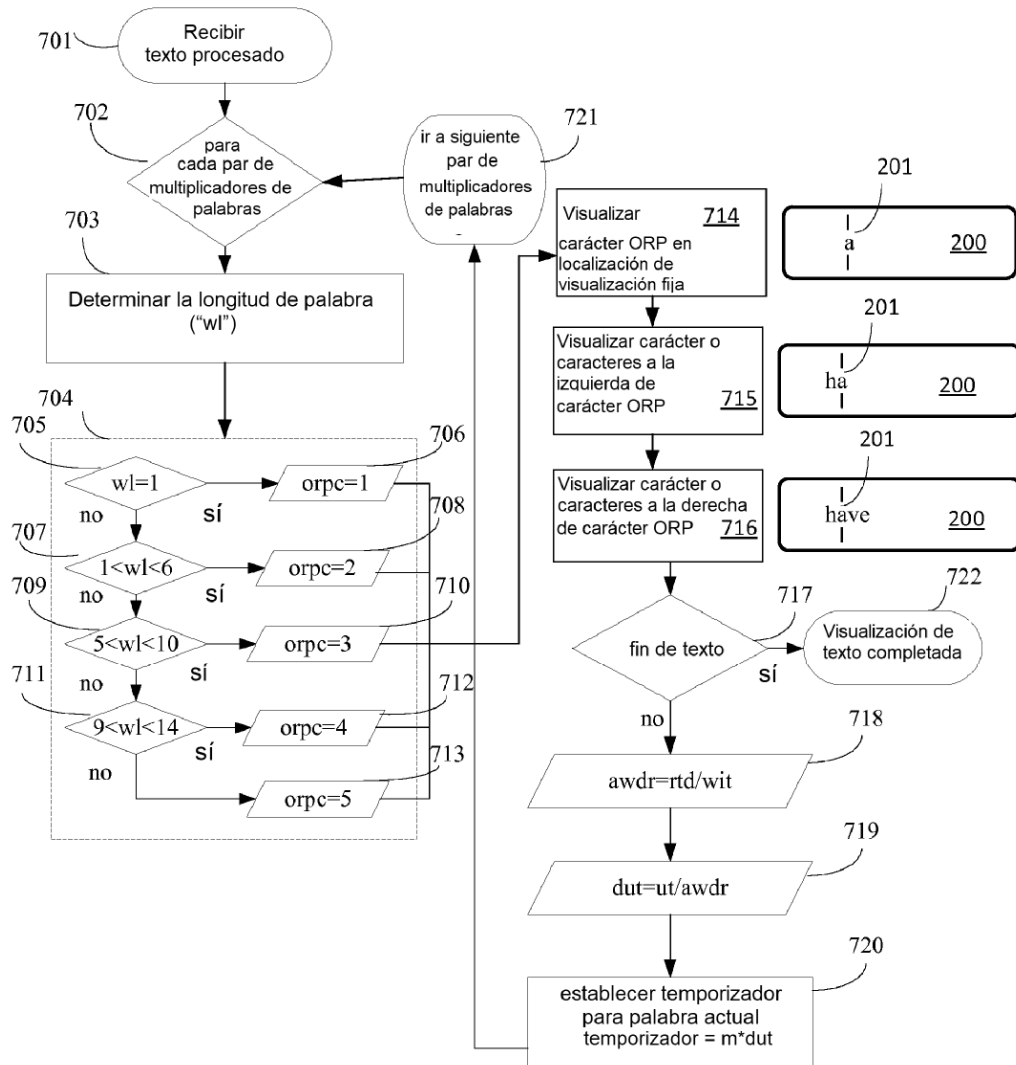 701
Recibir
texto procesado
702
para
cada par de
multiplicadores de
palabras
721
ir a siguiente
par de
multiplicadores
de palabras
703
Determinar la longitud de palabra
("wl")
704
705
wl=1
sí
no
706
orpc=1
707
1<wl<6
sí
no
708
orpc=2
709
5<wl<10
sí
no
710
orpc=3
711
9<wl<14
sí
no
712
orpc=4
713
orpc=5
Visualizar
714
carácter ORP en
localización de
visualización fija
201
a
200
Visualizar carácter o
caracteres a la
izquierda de
carácter ORP
715
201
ha
200
Visualizar carácter o
caracteres a la derecha
de carácter ORP
716
201
have
200
717
fin de texto
sí
no
722
Visualización de
texto completada
718
awdr=rtd/wit
719
dut=ut/awdr
720
establecer temporizador
para palabra actual
temporizador = m*dut